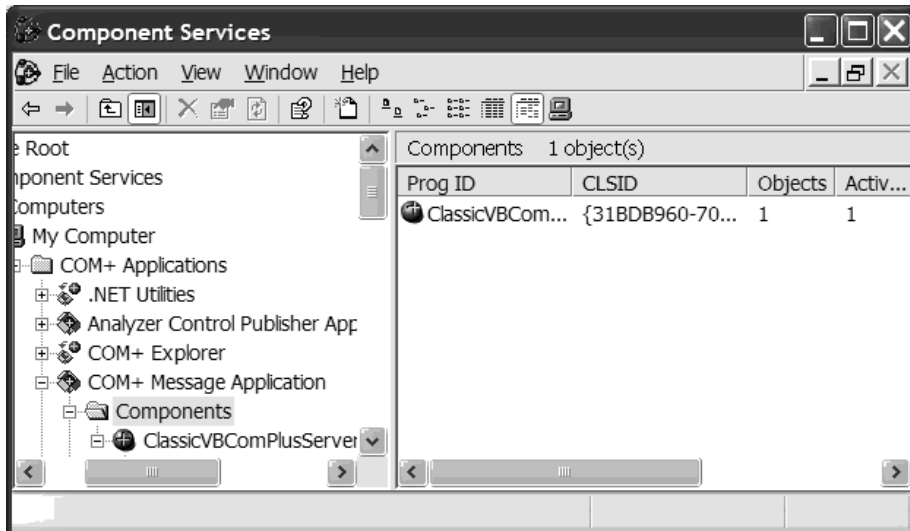 Component Services
File Action View Window Help
Components 1 object(s)
e Root
nponent Services
Computers
My Computer
COM+ Applications
.NET Utilities
Analyzer Control Publisher App
COM+ Explorer
COM+ Message Application
Components
ClassicVBComPlusServer
Prog ID CLSID Objects Activ...
ClassicVBCom... {31BDB960-70... 1 1